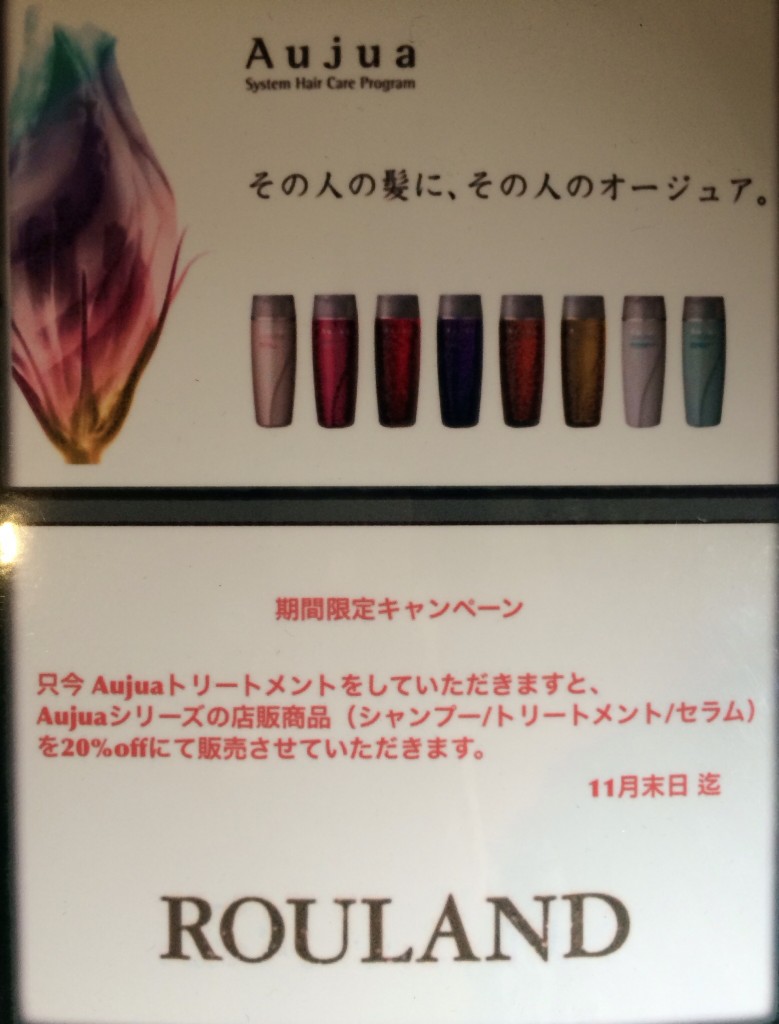 Aujua
System Hair Care Program
その人の髪に、その人のオージュア。
期間限定キャンペーン
只今 Aujuaトリートメントをしていただきますと、
Aujuaシリーズの店販商品（シャンプー/トリートメント/セラム）
を20%offにて販売させていただきます。
11月末日 迄
ROULAND